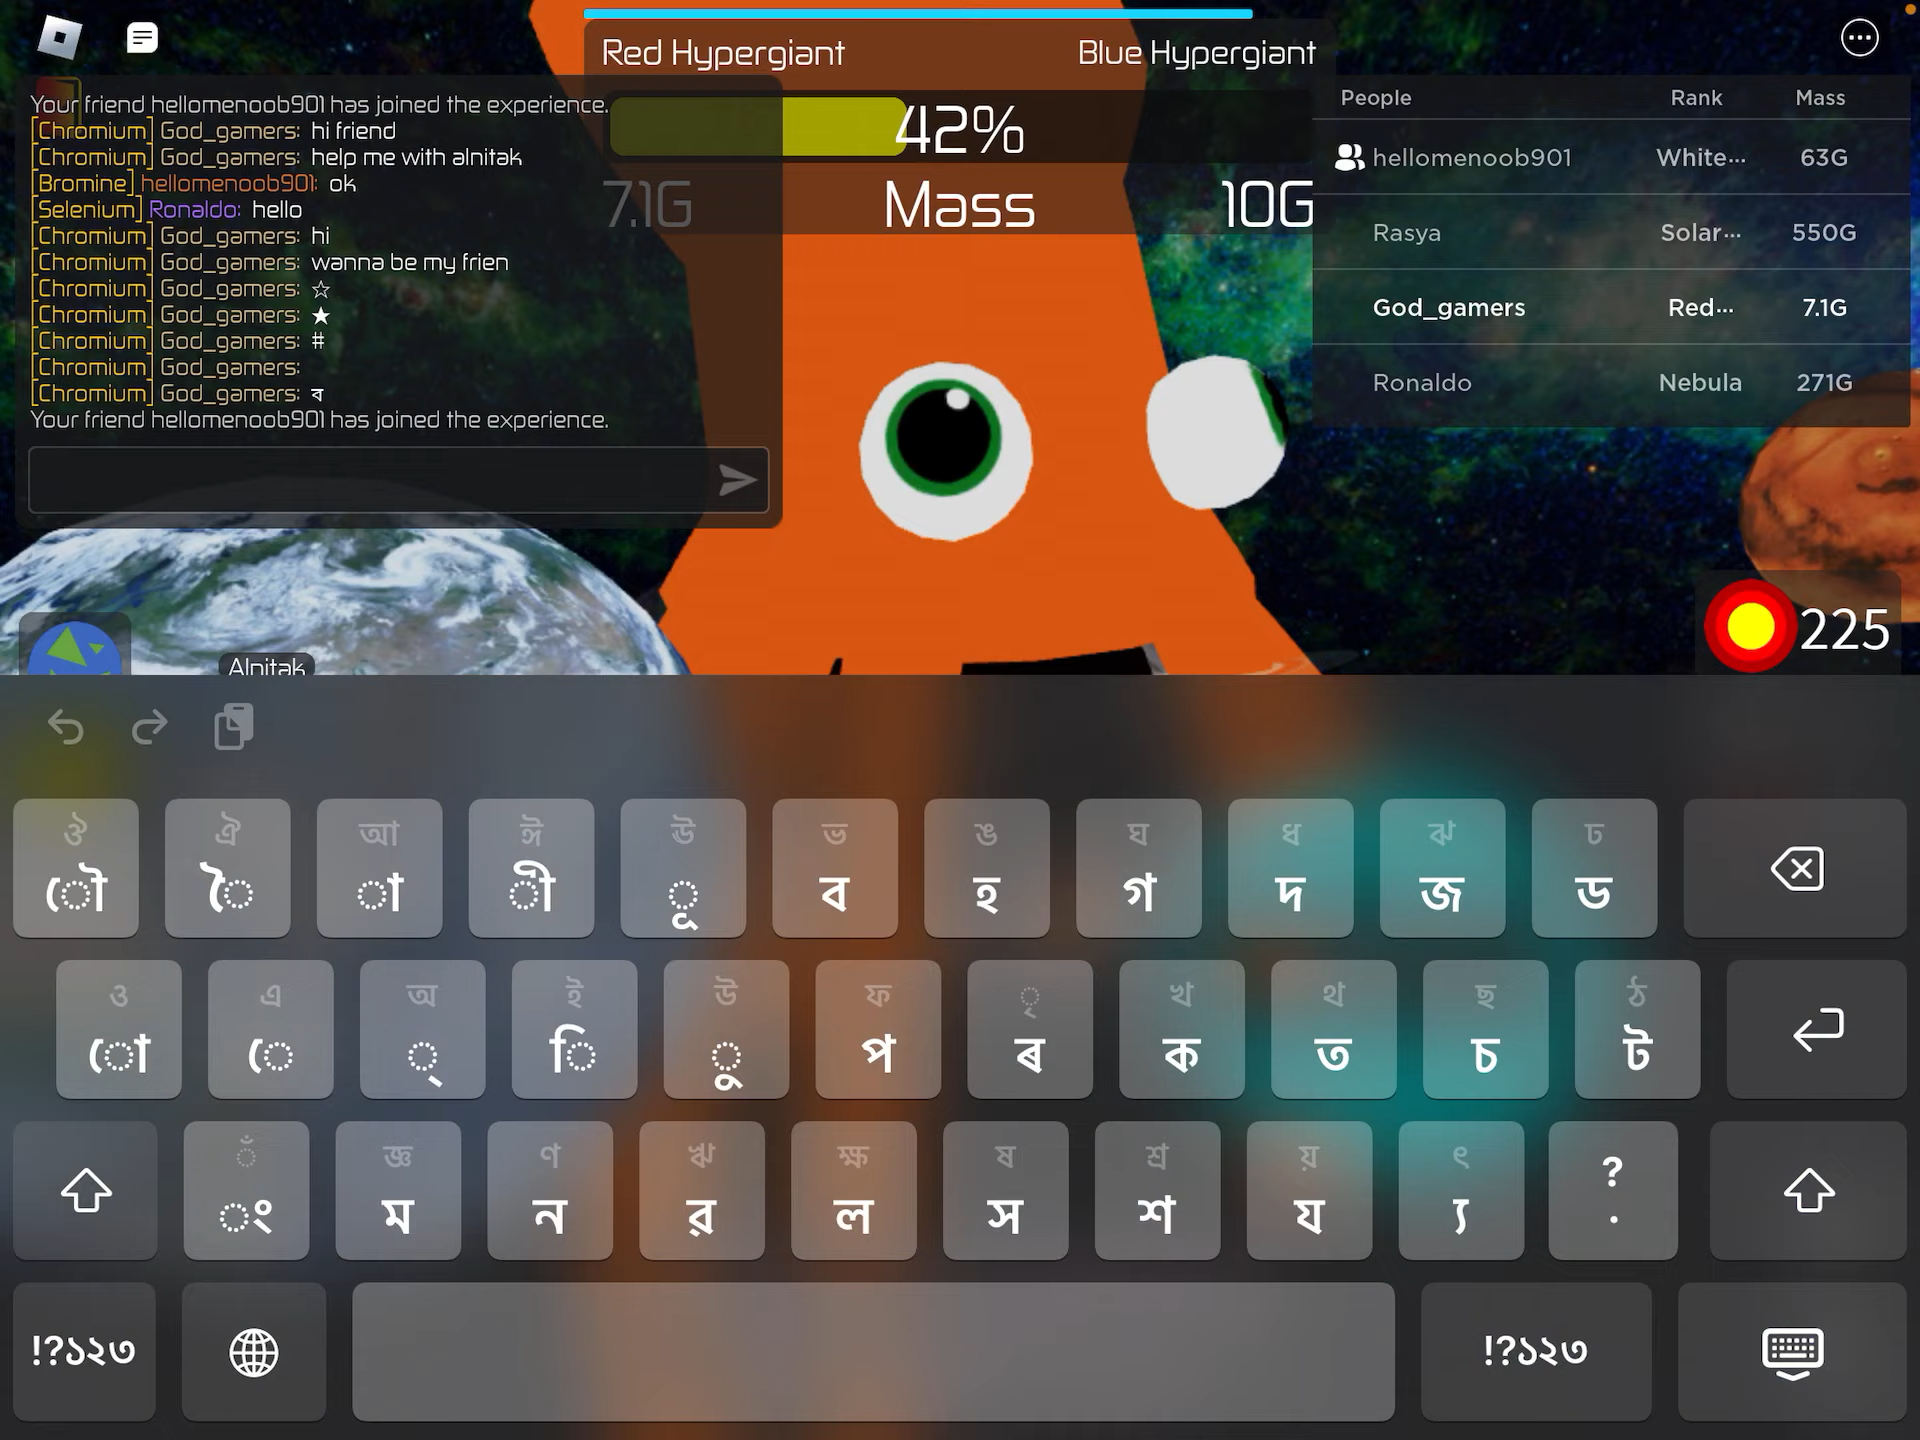 Red Hypergiant Blue Hypergiant
42%
7.1G Mass 10G
Your friend hellomenoob901 has joined the experience.
[Chromium] God_gamers: hi friend
[Chromium] God_gamers: help me with alnitak
[Bromine] hellomenoob901: ok
[Selenium] Ronaldo: hello
[Chromium] God_gamers: hi
[Chromium] God_gamers: wanna be my frien
[Chromium] God_gamers: ☆
[Chromium] God_gamers: ★
[Chromium] God_gamers: #
[Chromium] God_gamers:
[Chromium] God_gamers: ব
Your friend hellomenoob901 has joined the experience.
People Rank Mass
hellomenoob901 White... 63G
Rasya Solar... 550G
God_gamers Red... 7.1G
Ronaldo Nebula 271G
225
Alnitak
ঔ ঐ আ ঈ ঊ ভ ঙ ঘ ধ ঝ ঢ
ৌ ৈ া ী ূ ব হ গ দ জ ড
ও এ অ ই উ ফ ৃ খ থ ছ ঠ
ো ে ্ ি ু প ৰ ক ত চ ট
ঁ জ্ঞ ণ ঋ ক্ষ ষ শ্র য় ৎ ?
ং ম ন ৱ ল স শ য ্য .
!?১২৩ !?১২৩